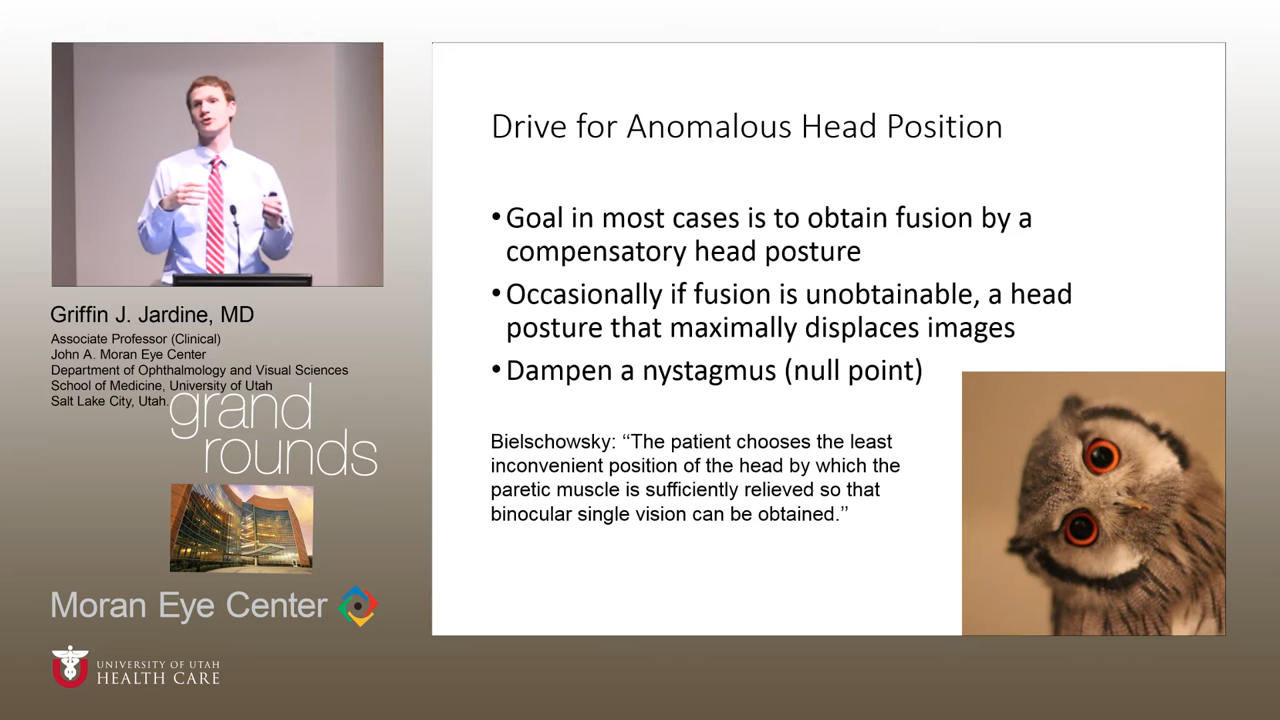 Griffin J. Jardine, MD
Associate Professor (Clinical)
John A. Moran Eye Center
Department of Ophthalmology and Visual Sciences
School of Medicine, University of Utah
Salt Lake City, Utah.
grand
rounds
Moran Eye Center
UNIVERSITY OF UTAH
HEALTH CARE
Drive for Anomalous Head Position
•Goal in most cases is to obtain fusion by a
compensatory head posture
•Occasionally if fusion is unobtainable, a head
posture that maximally displaces images
•Dampen a nystagmus (null point)
Bielschowsky: “The patient chooses the least
inconvenient position of the head by which the
paretic muscle is sufficiently relieved so that
binocular single vision can be obtained.”